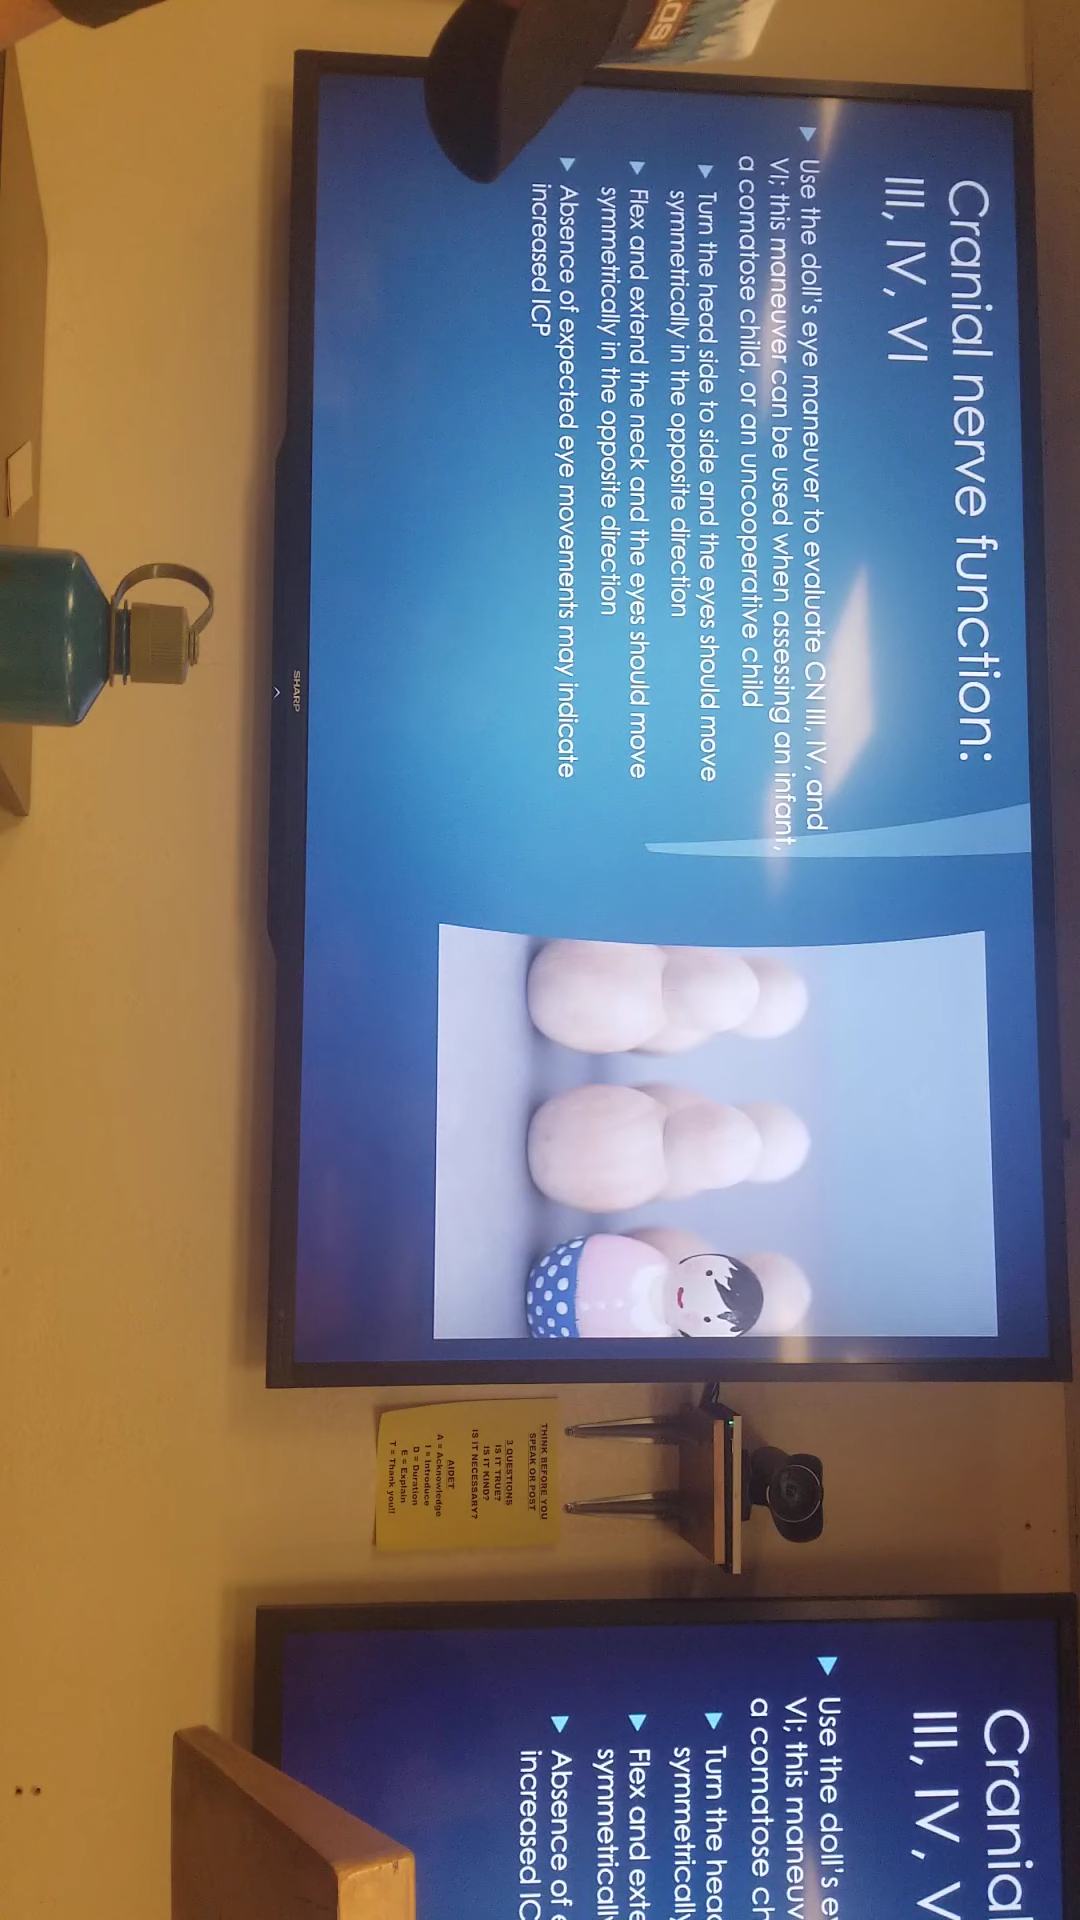 Cranial nerve function:
III, IV, VI
Use the doll's eye maneuver to evaluate CN III, IV, and
VI; this maneuver can be used when assessing an infant,
a comatose child, or an uncooperative child
Turn the head side to side and the eyes should move
symmetrically in the opposite direction
Flex and extend the neck and the eyes should move
symmetrically in the opposite direction
Absence of expected eye movements may indicate
increased ICP
SHARP
THINK BEFORE YOU
SPEAK OR POST
3 QUESTIONS
IS IT TRUE?
IS IT KIND?
IS IT NECESSARY?
AIDET
A = Acknowledge
I = Introduce
D = Duration
E = Explain
T = Thank you!!
Cranial
III, IV, V
Use the doll's e
VI; this maneuv
a comatose ch
Turn the head
symmetrically
Flex and exte
symmetrically
Absence of e
increased IC